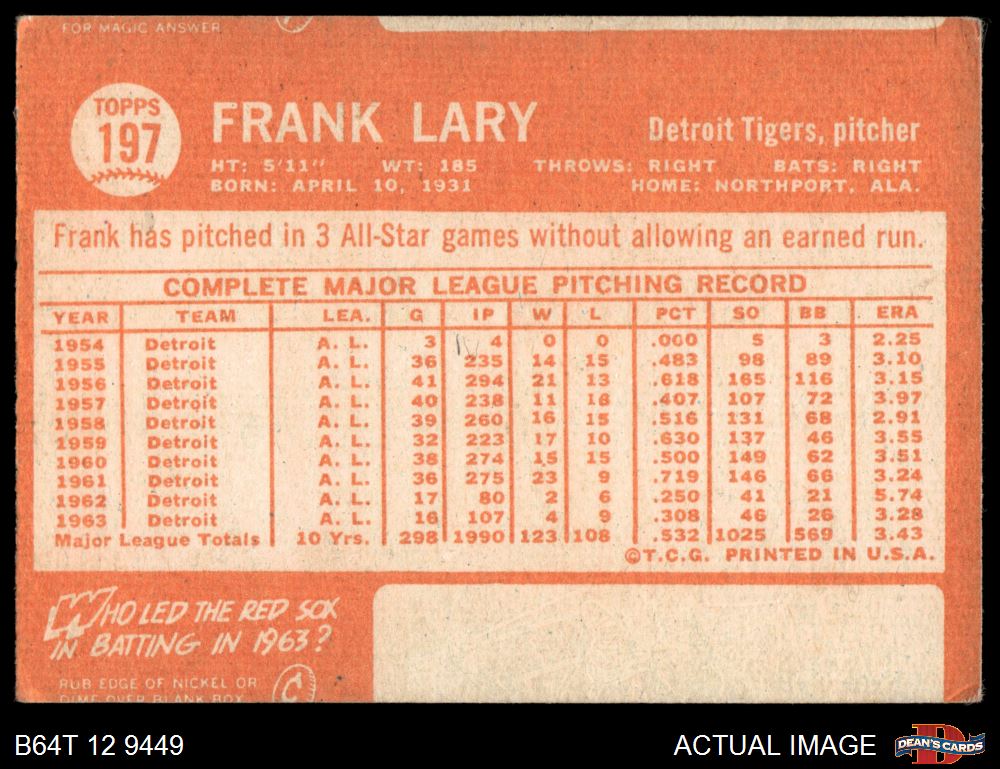 FOR MAGIC ANSWER
TOPPS
197
FRANK LARY
Detroit Tigers, pitcher
HT: 5'11" WT: 185 THROWS: RIGHT BATS: RIGHT
BORN: APRIL 10, 1931 HOME: NORTHPORT, ALA.
Frank has pitched in 3 All-Star games without allowing an earned run.
COMPLETE MAJOR LEAGUE PITCHING RECORD
YEAR TEAM LEA. G IP W L PCT SO BB ERA
1954 Detroit A. L. 3 4 0 0 .000 5 3 2.25
1955 Detroit A. L. 36 235 14 15 .483 98 89 3.10
1956 Detroit A. L. 41 294 21 13 .618 165 116 3.15
1957 Detroit A. L. 40 238 11 16 .407 107 72 3.97
1958 Detroit A. L. 39 260 16 15 .516 131 68 2.91
1959 Detroit A. L. 32 223 17 10 .630 137 46 3.55
1960 Detroit A. L. 38 274 15 15 .500 149 62 3.51
1961 Detroit A. L. 36 275 23 9 .719 146 66 3.24
1962 Detroit A. L. 17 80 2 6 .250 41 21 5.74
1963 Detroit A. L. 16 107 4 9 .308 46 26 3.28
Major League Totals 10 Yrs. 298 1990 123 108 .532 1025 569 3.43
©T.C.G. PRINTED IN U.S.A.
WHO LED THE RED SOX
IN BATTING IN 1963?
RUB EDGE OF NICKEL OR
DIME OVER BLANK BOX
C
B64T 12 9449
ACTUAL IMAGE
DEAN'S CARDS